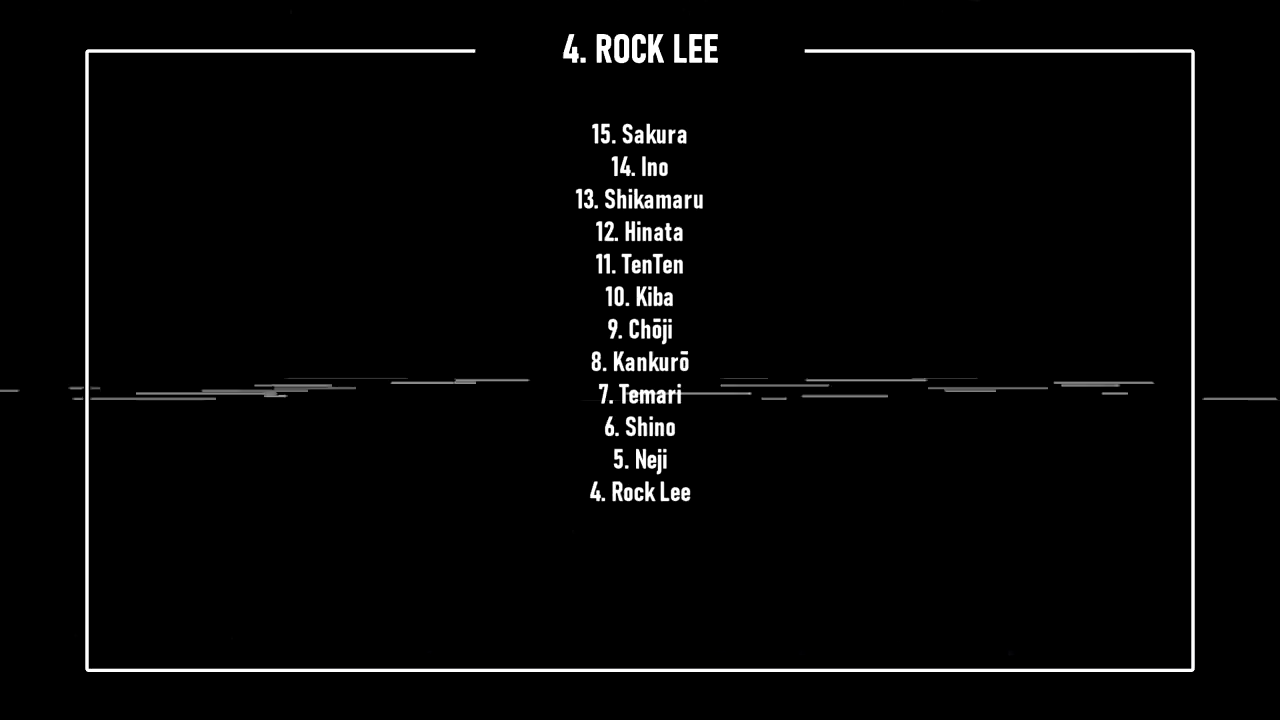 4. ROCK LEE
15. Sakura
14. Ino
13. Shikamaru
12. Hinata
11. TenTen
10. Kiba
9. Chōji
8. Kankurō
7. Temari
6. Shino
5. Neji
4. Rock Lee